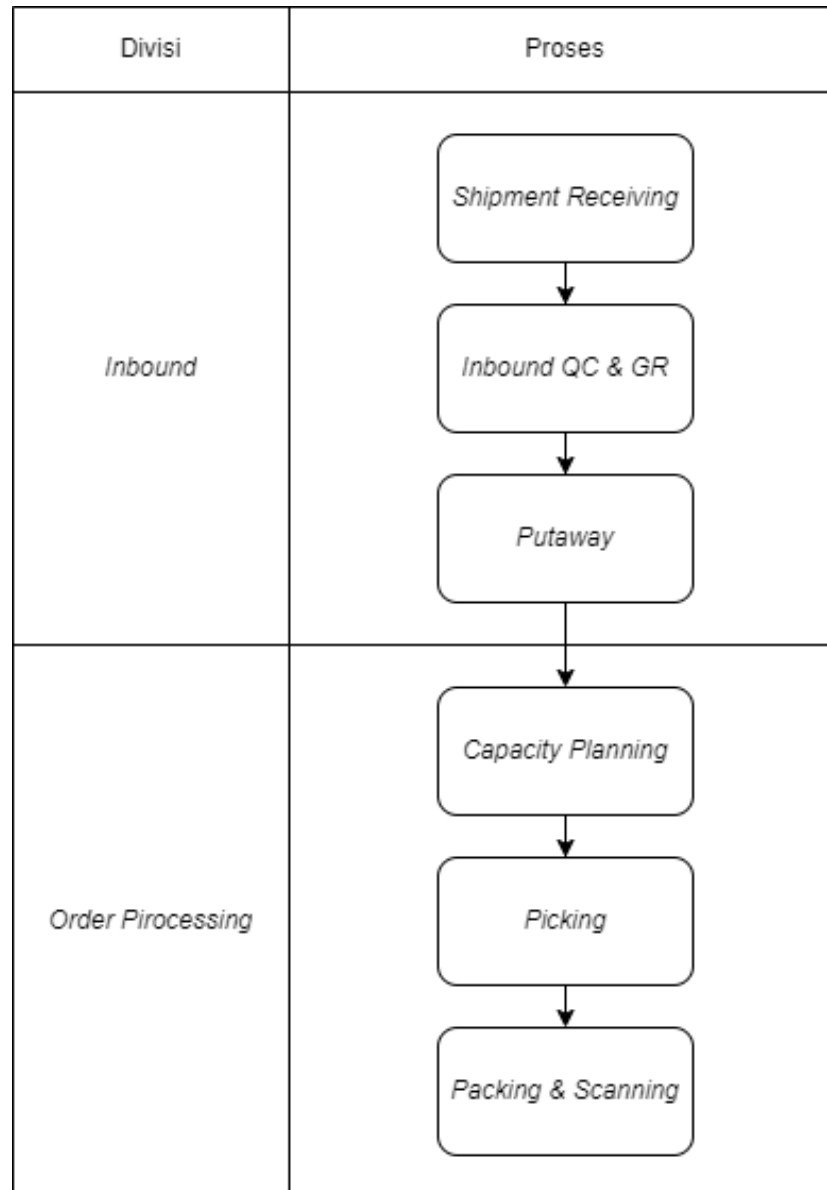 Divisi
Proses
Shipment Receiving
Inbound
Inbound QC & GR
Putaway
Capacity Planning
Order Pirocessing
Picking
Packing & Scanning